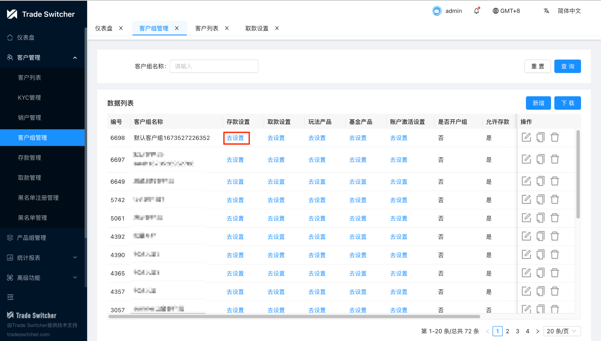 Trade Switcher
admin
GMT+8
简体中文
仪表盘
客户管理
客户列表
KYC管理
销户管理
客户组管理
存款管理
取款管理
黑名单注册管理
黑名单管理
产品组管理
统计报表
高级功能
Trade Switcher
由Trade Switcher提供技术支持
tradeswitcher.com
仪表盘 × 客户组管理 × 客户列表 × 取款设置 ×
客户组名称: 请输入 重 置 查 询
数据列表 新增 下 载
编号 客户组名称 存款设置 取款设置 玩法产品 基金产品 账户激活设置 是否开户组 允许存款 操作
6698 默认客户组1673527226352 去设置 去设置 去设置 去设置 去设置 否 是
6697 去设置 去设置 去设置 去设置 去设置 否 是
6649 去设置 去设置 去设置 去设置 去设置 否 是
5742 去设置 去设置 去设置 去设置 去设置 否 是
5061 去设置 去设置 去设置 去设置 去设置 否 是
4392 去设置 去设置 去设置 去设置 去设置 否 是
4390 去设置 去设置 去设置 去设置 去设置 否 是
4365 去设置 去设置 去设置 去设置 去设置 否 是
4357 去设置 去设置 去设置 去设置 去设置 否 是
3057 去设置 去设置 去设置 去设置 去设置 否 是
第 1-20 条/总共 72 条 < 1 2 3 4 > 20 条/页